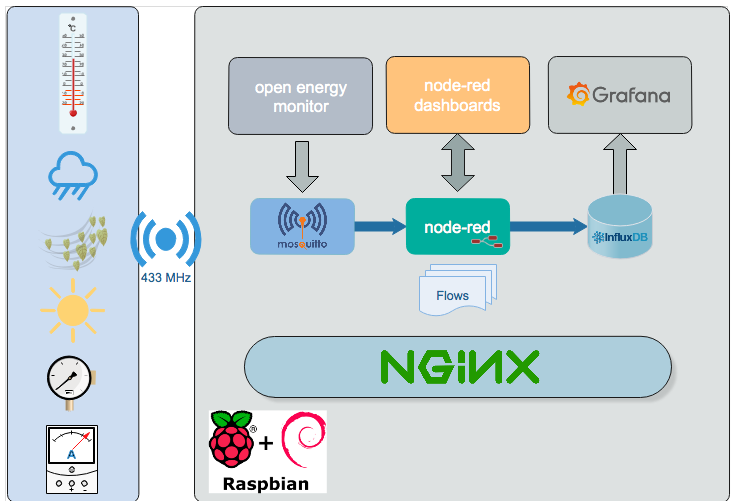 °C
433 MHz
open energy
monitor
node-red
dashboards
Grafana
mosquitto
node-red
InfluxDB
Flows
NGiNX
A
®
+
Raspbian